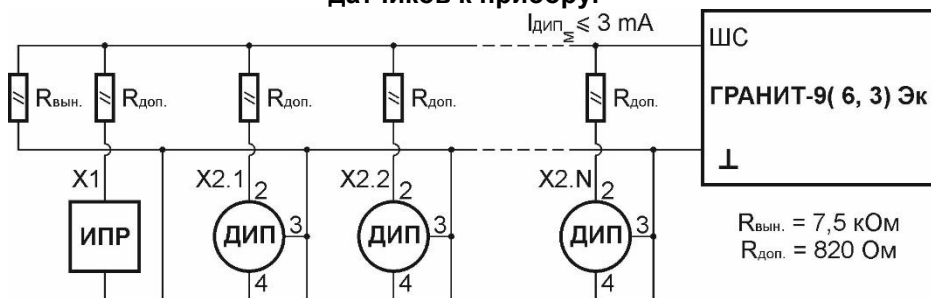 датчиков к прибору.
Iдип м ⩽ 3 mA
ШС
Rвын.
Rдоп.
Rдоп.
Rдоп.
Rдоп.
ГРАНИТ-9( 6, 3) Эк
⊥
X1
X2.1
2
X2.2
2
X2.N
2
ИПР
ДИП
3
ДИП
3
ДИП
3
4
4
4
Rвын. = 7,5 кОм
Rдоп. = 820 Ом